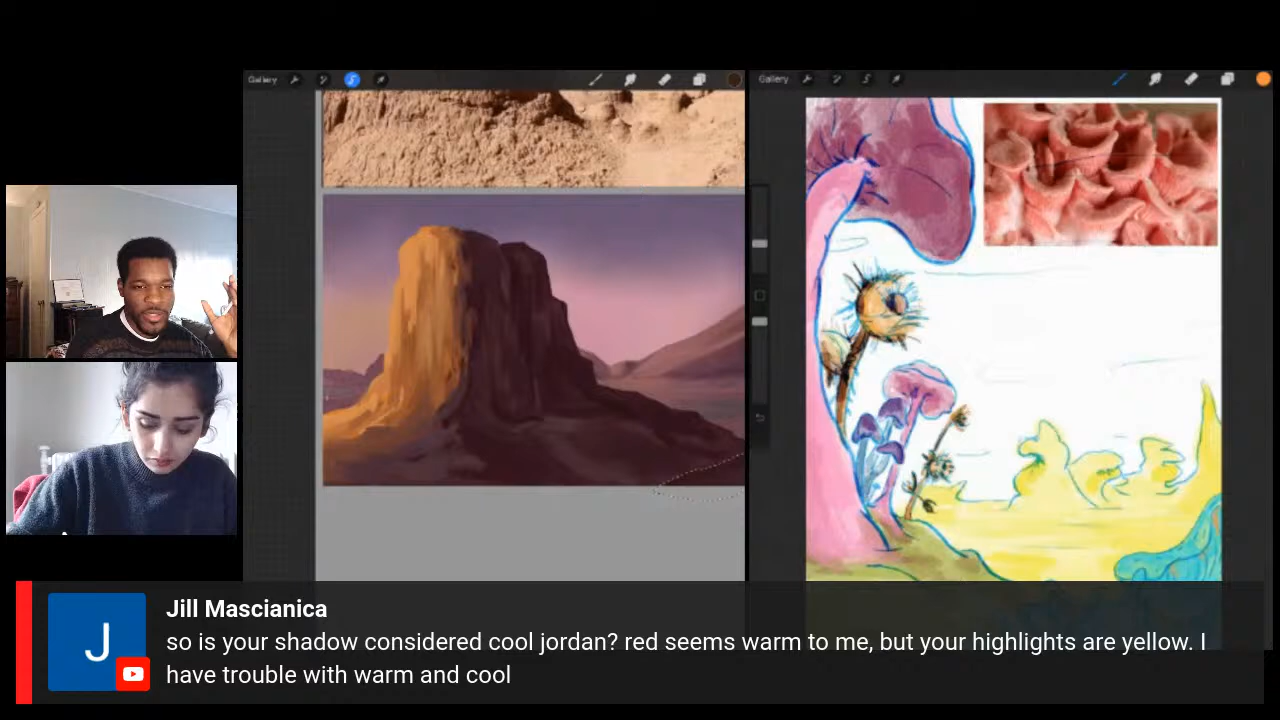 Gallery
Gallery
J
Jill Mascianica
so is your shadow considered cool jordan? red seems warm to me, but your highlights are yellow. I
have trouble with warm and cool